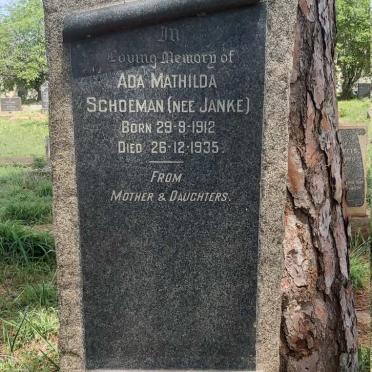 In
Loving Memory of
ADA MATHILDA
SCHOEMAN (NEE JANKE)
BORN 29-9-1912
DIED 26-12-1935.
FROM
MOTHER & DAUGHTERS.